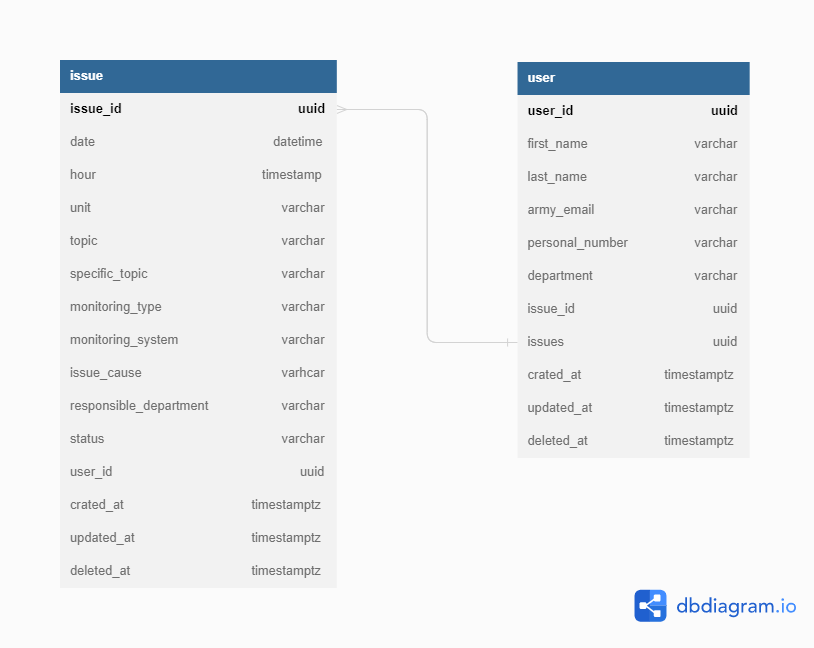 issue
issue_id uuid
date datetime
hour timestamp
unit varchar
topic varchar
specific_topic varchar
monitoring_type varchar
monitoring_system varchar
issue_cause varhcar
responsible_department varchar
status varchar
user_id uuid
crated_at timestamptz
updated_at timestamptz
deleted_at timestamptz
user
user_id uuid
first_name varchar
last_name varchar
army_email varchar
personal_number varchar
department varchar
issue_id uuid
issues uuid
crated_at timestamptz
updated_at timestamptz
deleted_at timestamptz
dbdiagram.io